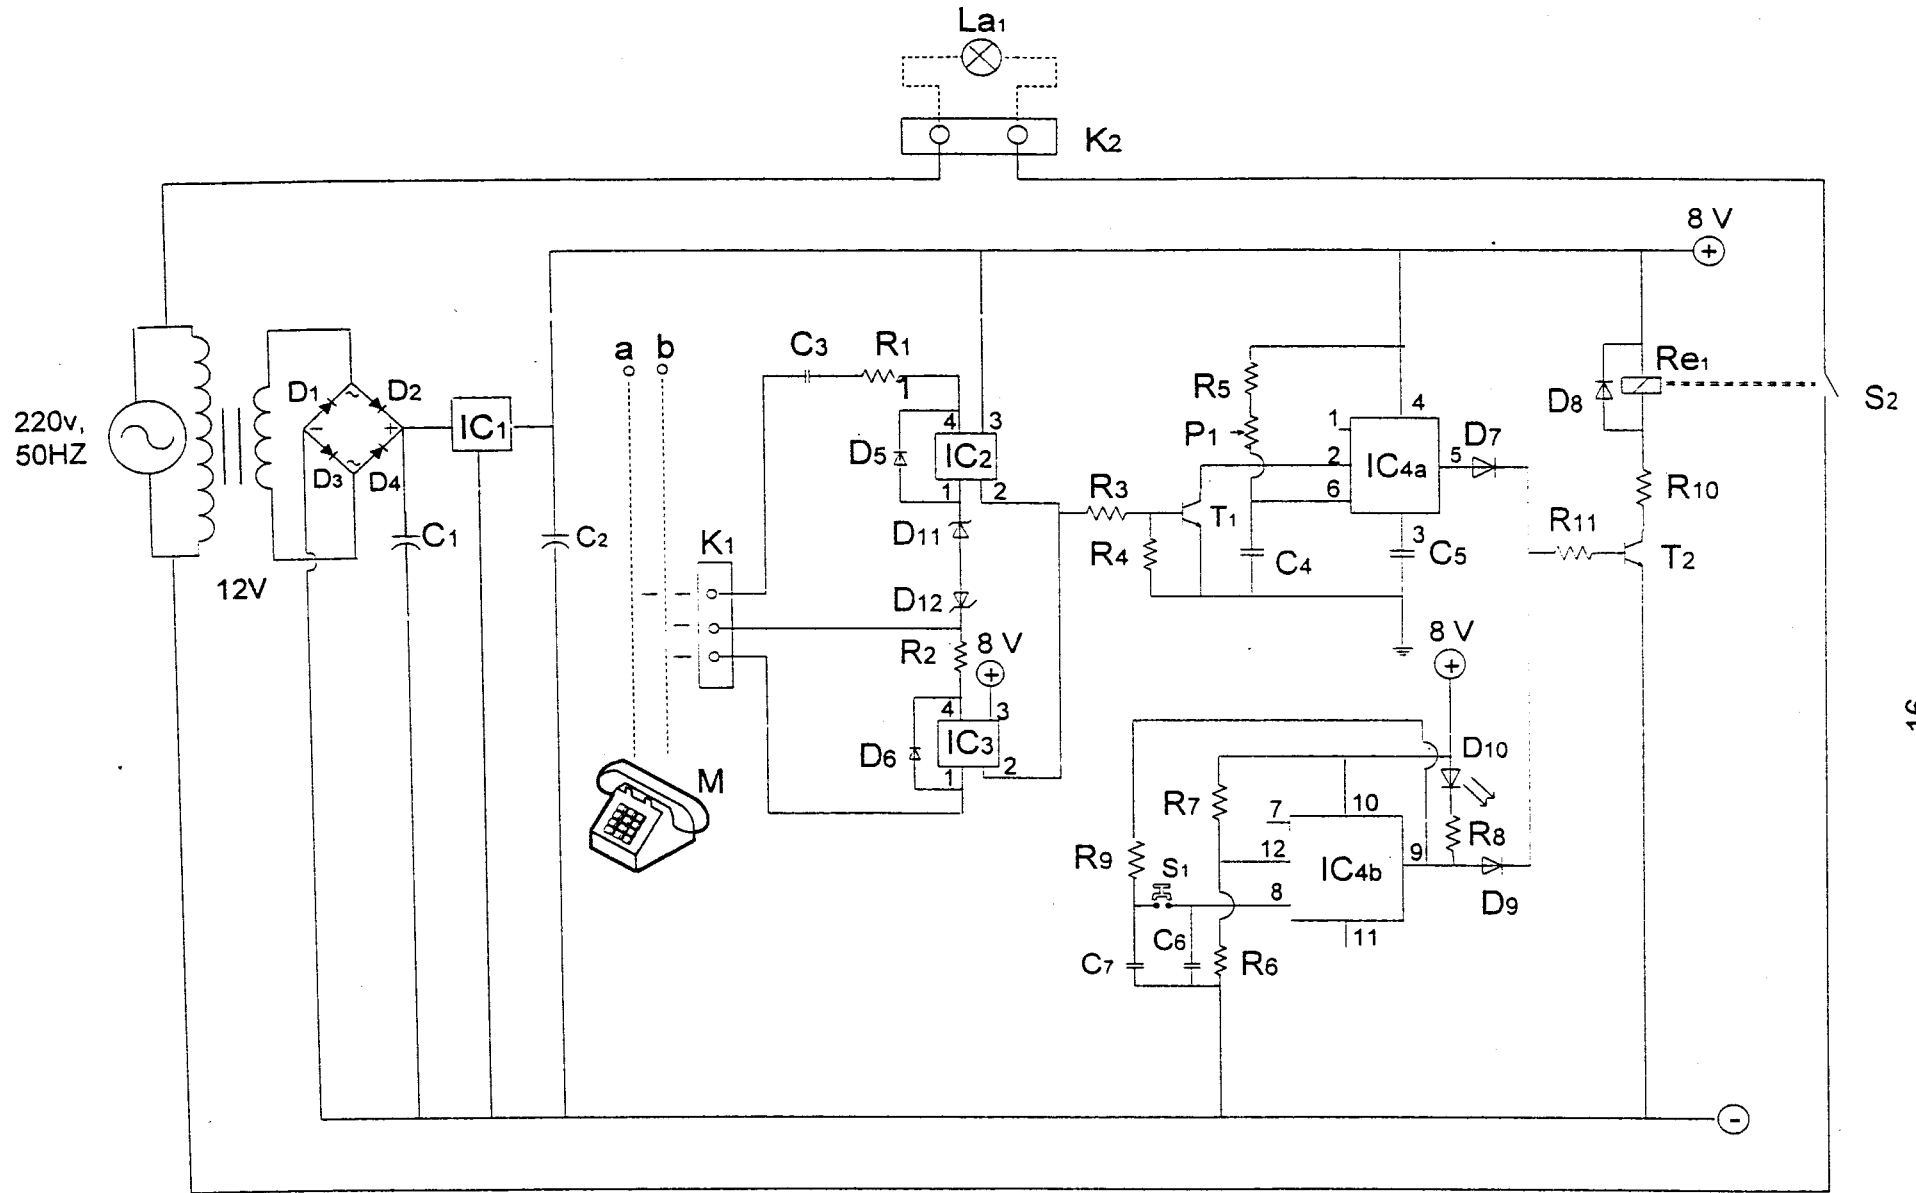 La1
K2
8 V
220v,
50HZ
12V
D1
D2
D3
D4
~
~
-
+
IC1
C1
C2
a
b
C3
R1
1
4
3
IC2
D5
1
2
D11
D12
K1
R2
8 V
+
4
3
IC3
D6
1
2
M
R3
R4
T1
R5
P1
C4
4
1
2
6
IC4a
5
D7
3
C5
R11
T2
R10
D8
Re1
S2
+
8 V
+
D10
R8
R7
7
10
12
9
IC4b
8
11
D9
R9
S1
C6
C7
R6
-
16